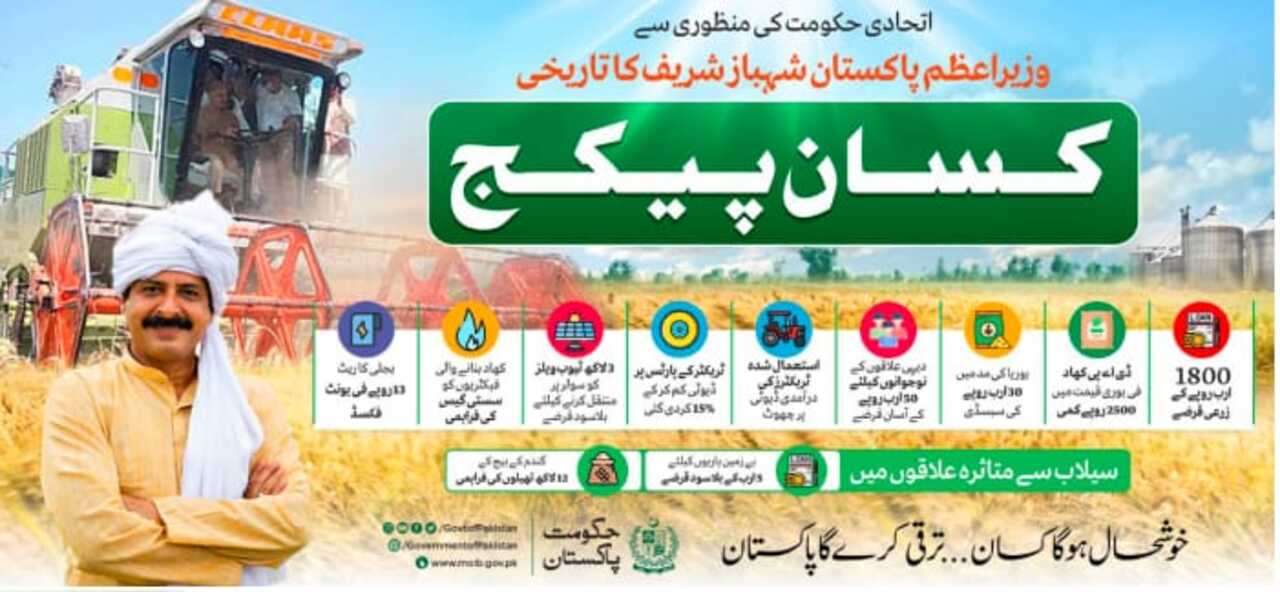 CLAAS
اتحادی حکومت کی منظوری سے
وزیراعظم پاکستان شہباز شریف کا تاریخی
کسان پیکج
LOAN
1800
ارب روپے کے
زرعی قرضے
ڈی اے پی کھاد
فی بوری قیمت میں
2500 روپے کمی
یوریا کی مد میں
30 ارب روپے
کی سبسڈی
دیہی علاقوں کے
نوجوانوں کیلئے
50 ارب روپے
کے آسان قرضے
استعمال شدہ
ٹریکٹرز کی
درآمدی ڈیوٹی
پر چھوٹ
ٹریکٹر کے پارٹس پر
ڈیوٹی کم کر کے
15% کردی گئی
3 لاکھ ٹیوب ویلز
کو سولر پر
منتقل کرنے کیلئے
بلاسود قرضے
کھاد بنانے والی
فیکٹریوں کو
سستی گیس
کی فراہمی
بجلی کا ریٹ
13 روپے فی یونٹ
فکسڈ
سیلاب سے متاثرہ علاقوں میں
LOAN
بے زمین ہاریوں کیلئے
5 ارب کے بلاسود قرضے
گندم کے بیج کے
12 لاکھ تھیلوں کی فراہمی
خوشحال ہوگا کسان... ترقی کرے گا پاکستان
حکومت
پاکستان
/GovtofPakistan
/GovernmentofPakistan
www.moib.gov.pk